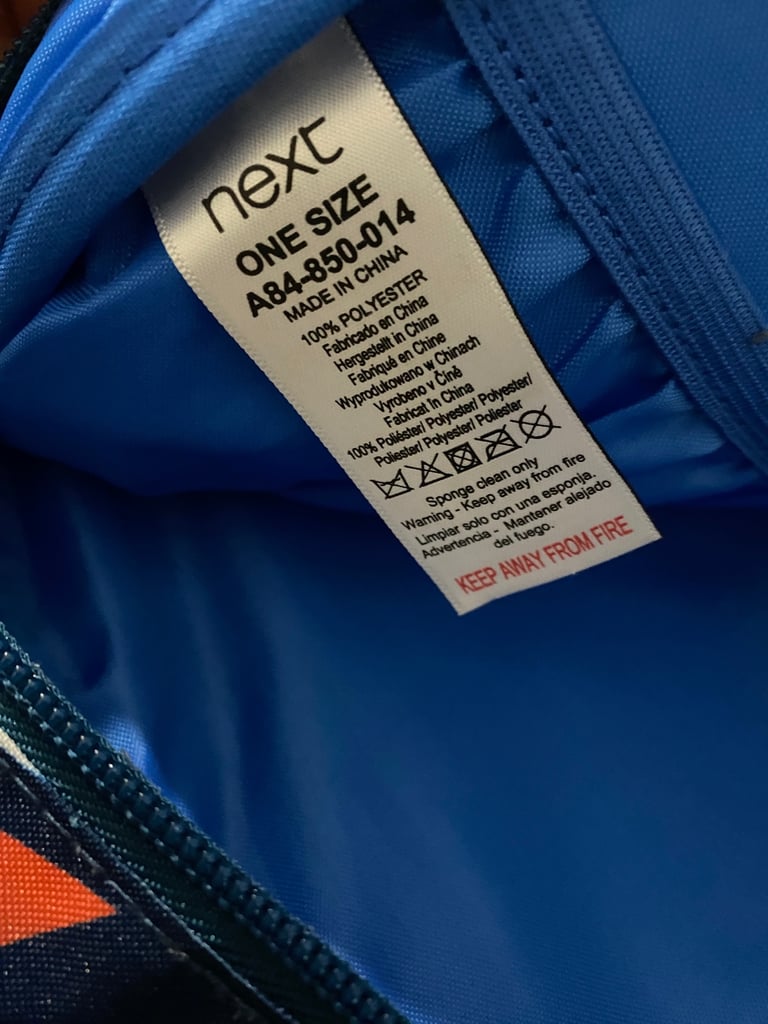 next
ONE SIZE
A84-850-014
MADE IN CHINA
100% POLYESTER
Fabricado en China
Hergestellt in China
Fabriqué en Chine
Wyprodukowano w Chinach
Vyrobeno v Číně
Fabricat în China
100% Poliéster/ Polyester/ Polyester/
Poliester/ Polyester/ Poliester
Sponge clean only
Warning - Keep away from fire
Limpiar solo con una esponja.
Advertencia - Mantener alejado
del fuego.
KEEP AWAY FROM FIRE